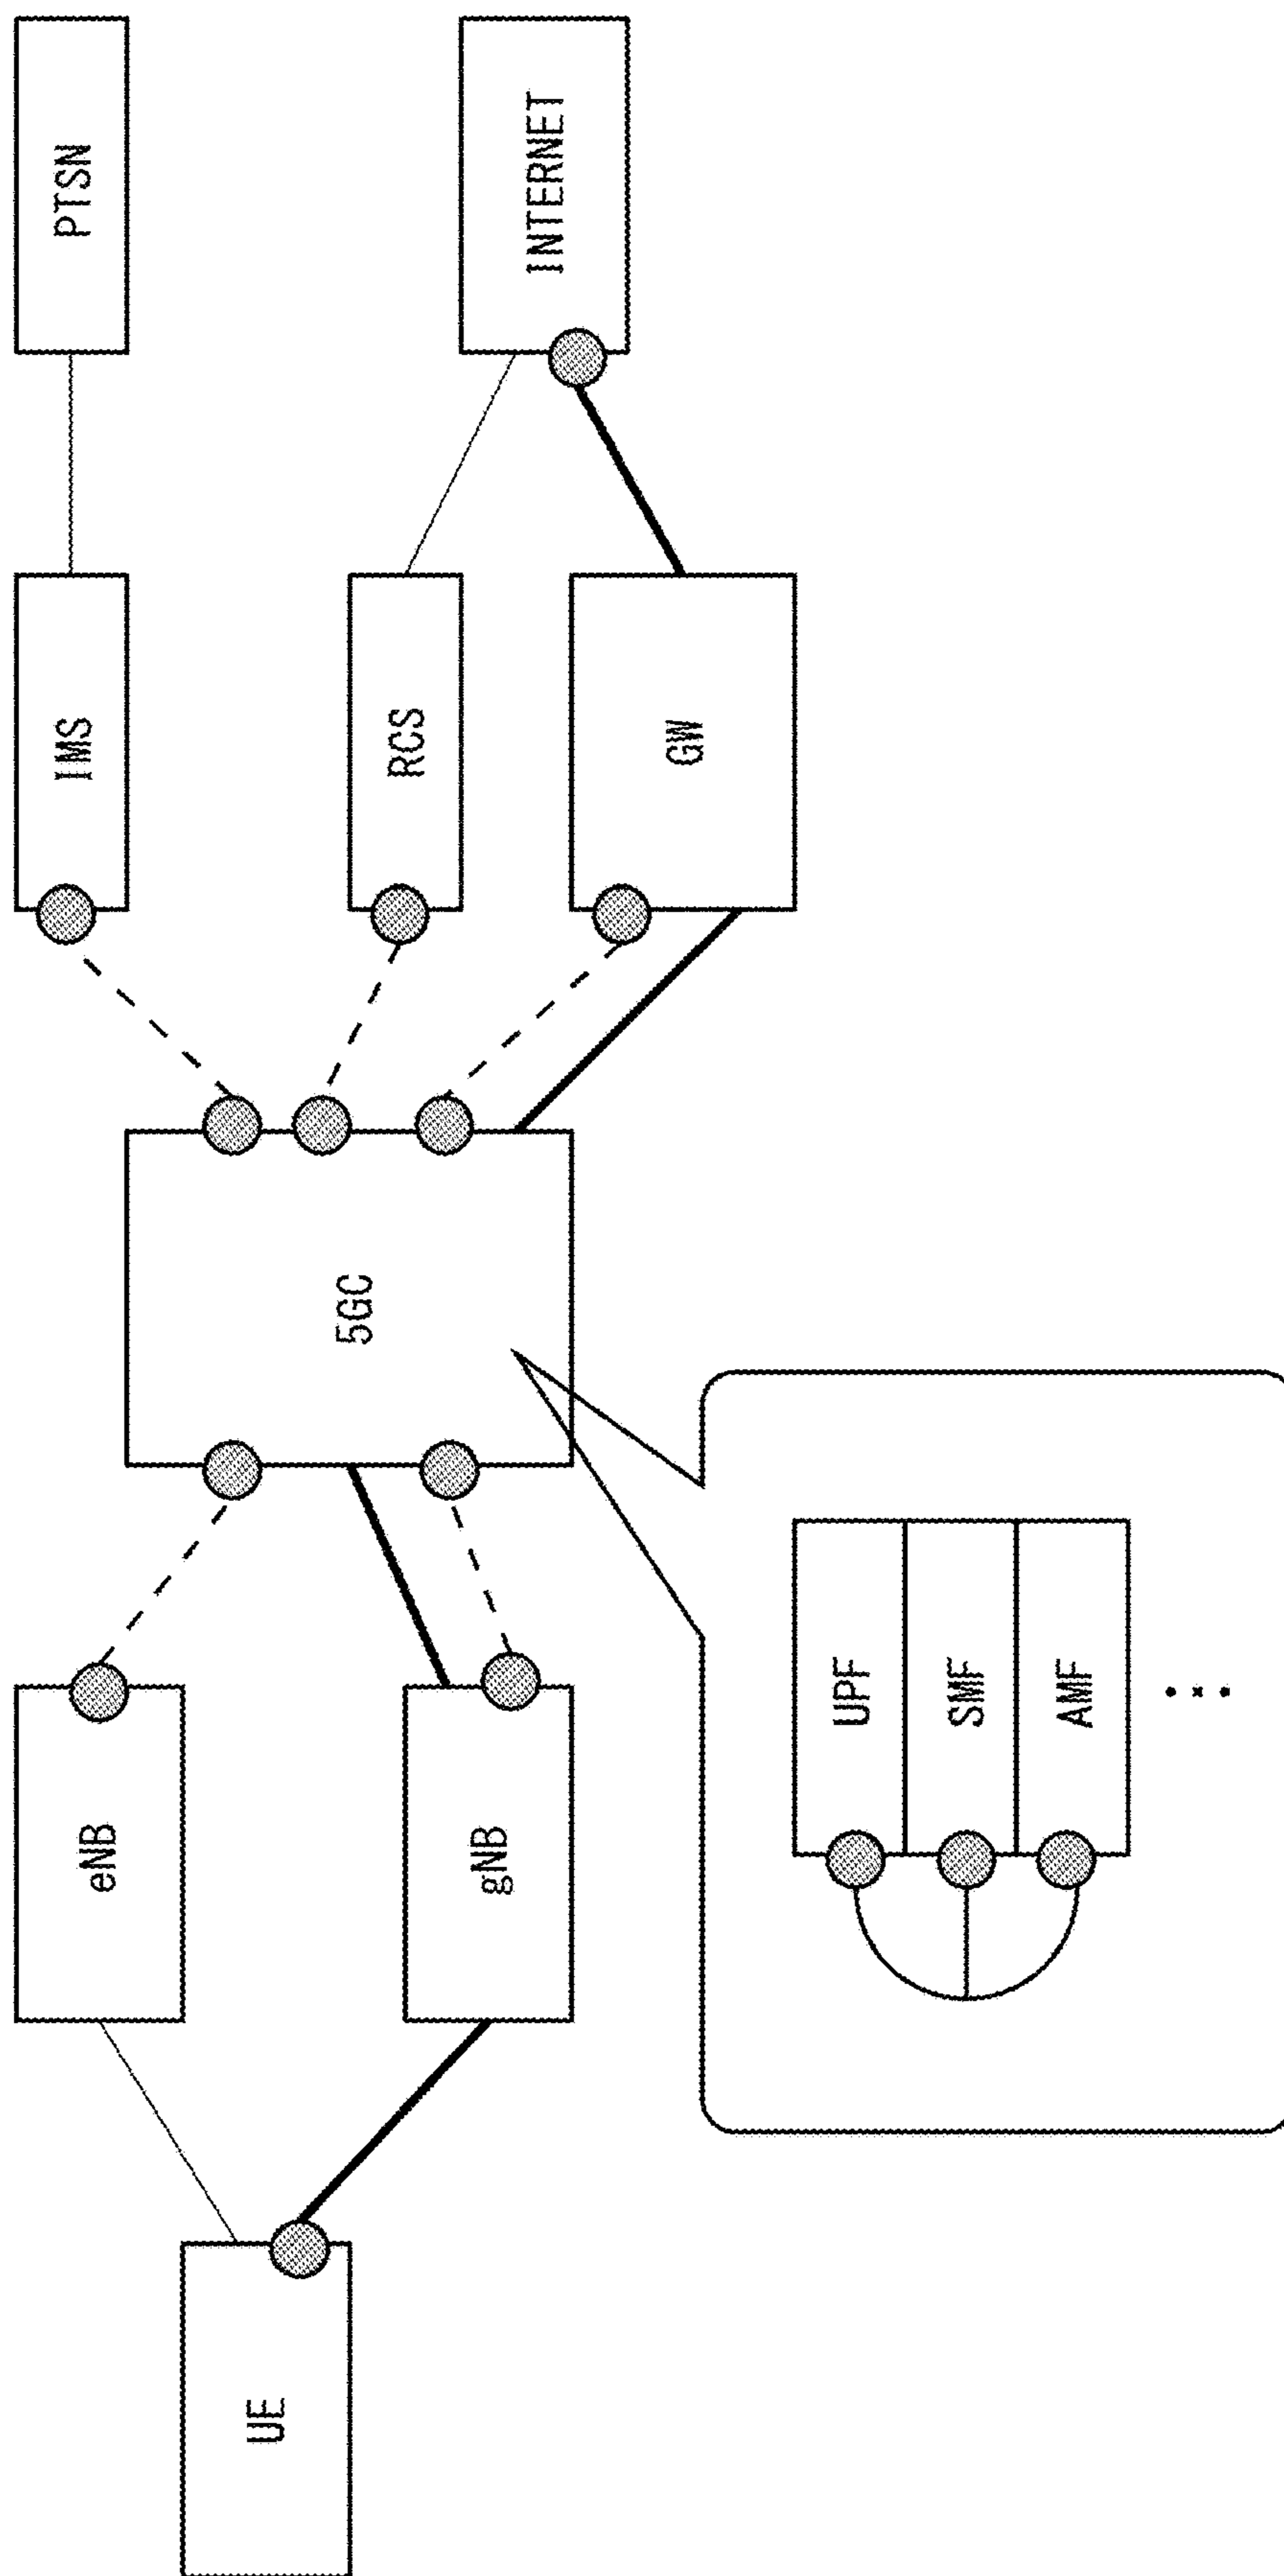 UE
eNB
gNB
5GC
IMS
RCS
GW
PTSN
INTERNET
UPF
SMF
AMF